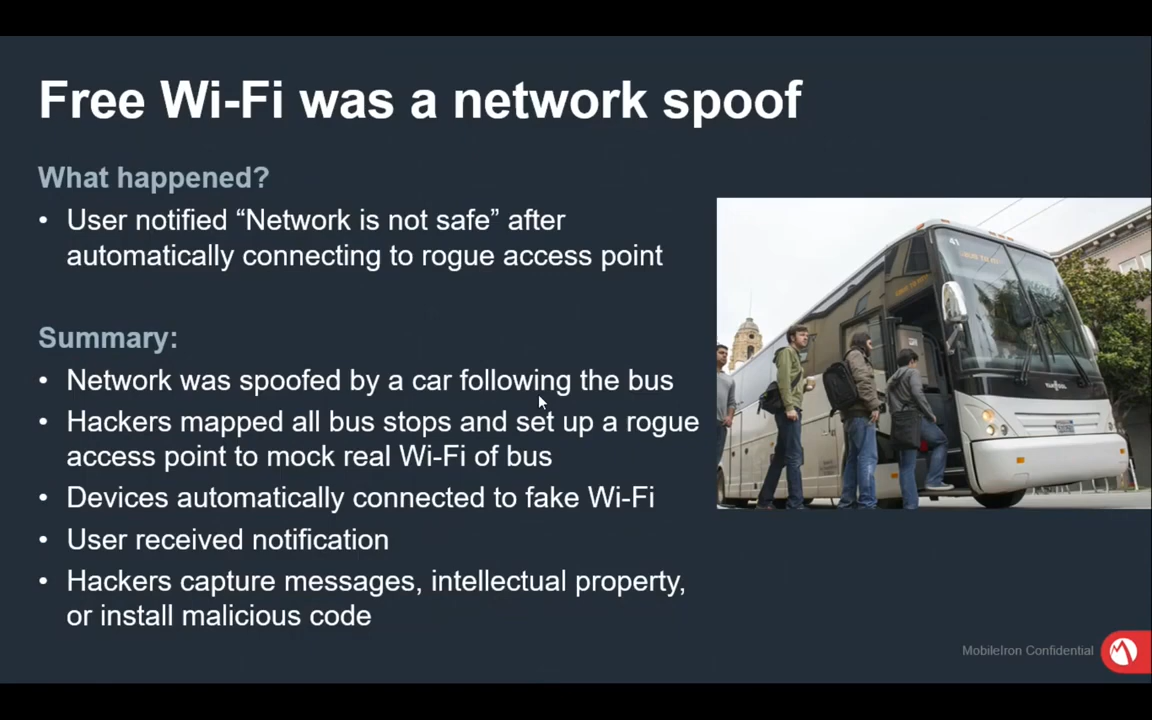 Free Wi-Fi was a network spoof
What happened?
• User notified “Network is not safe” after
automatically connecting to rogue access point
Summary:
• Network was spoofed by a car following the bus
• Hackers mapped all bus stops and set up a rogue
access point to mock real Wi-Fi of bus
• Devices automatically connected to fake Wi-Fi
• User received notification
• Hackers capture messages, intellectual property,
or install malicious code
41
MobileIron Confidential